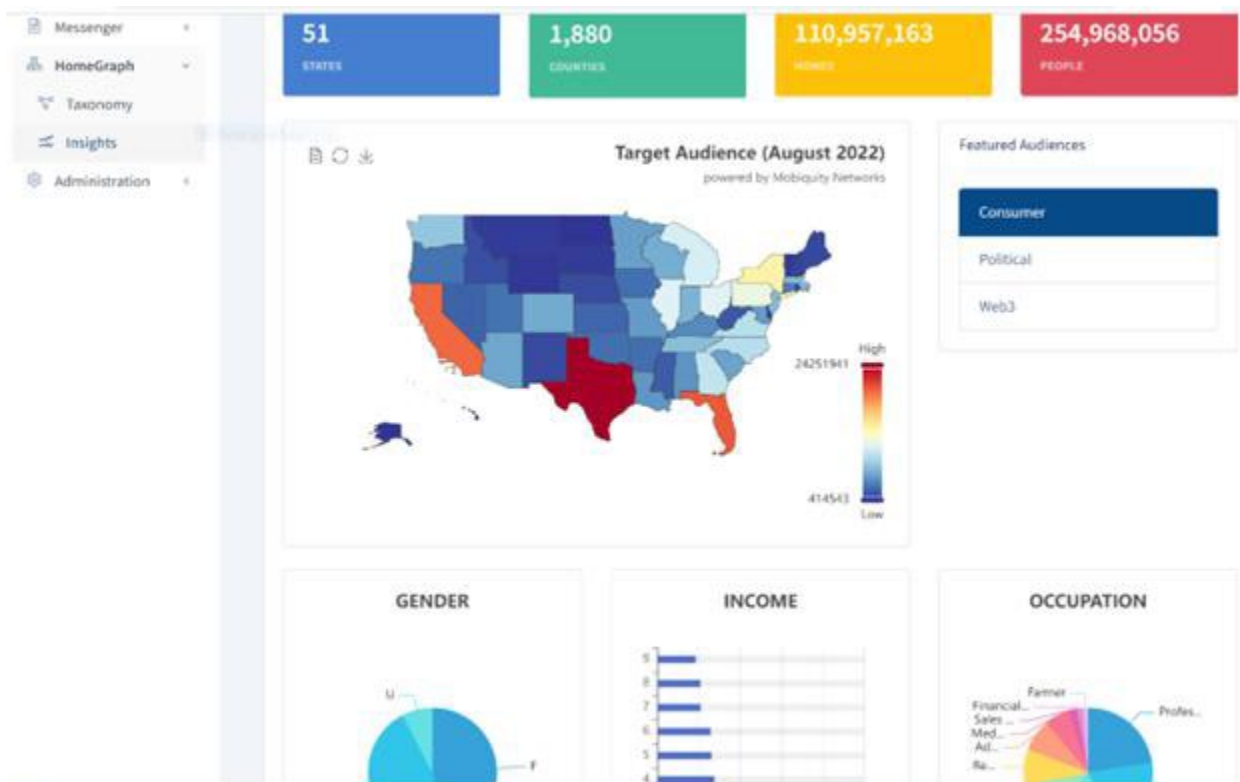 Messenger
HomeGraph
Taxonomy
Insights
Administration
51
STATES
1,880
COUNTIES
110,957,163
HOMES
254,968,056
PEOPLE
Target Audience (August 2022)
powered by Mobiquity Networks
High
24251941
414543
Low
Featured Audiences
Consumer
Political
Web3
GENDER
U
F
INCOME
9
8
7
6
5
4
OCCUPATION
Farmer
Financial...
Sales ...
Med...
Ad...
Re...
Profes...